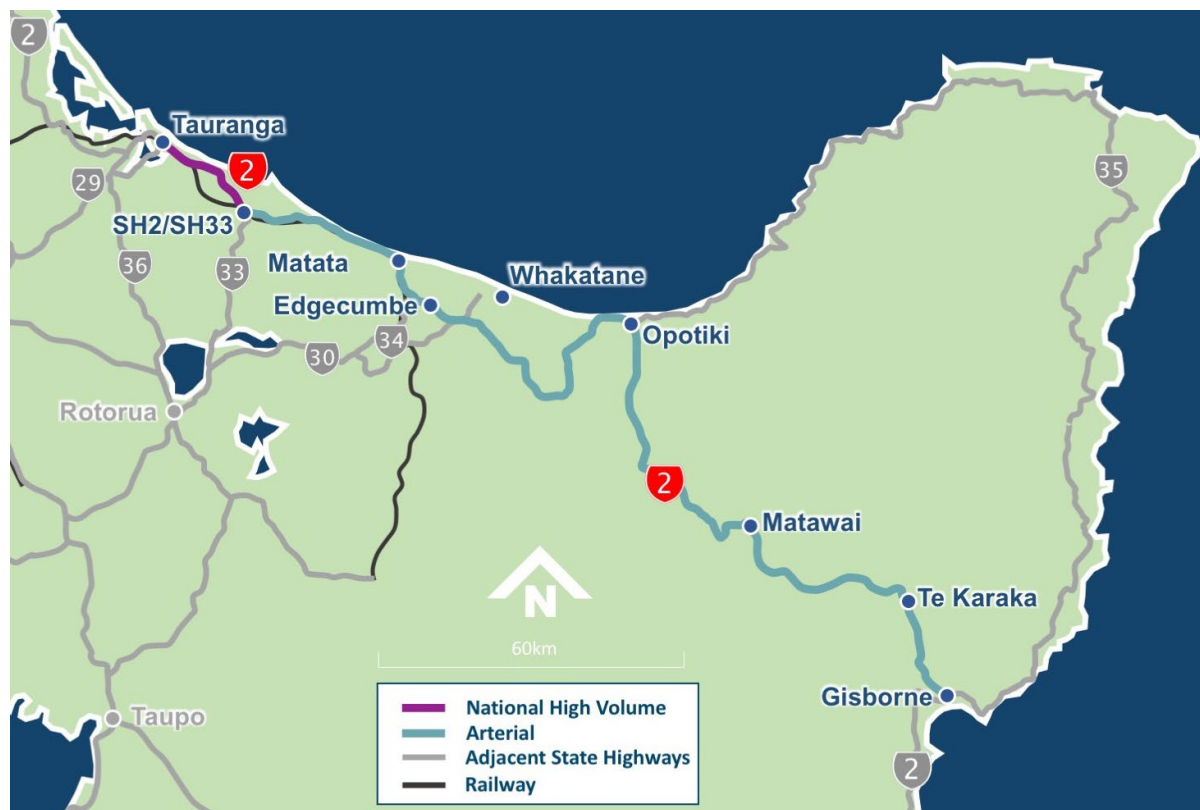 2
Tauranga
2
29
SH2/SH33
35
36
33
Matata
Whakatane
Edgecumbe
Opotiki
34
30
Rotorua
2
Matawai
N
Te Karaka
60km
Gisborne
Taupo
National High Volume
Arterial
Adjacent State Highways
Railway
2